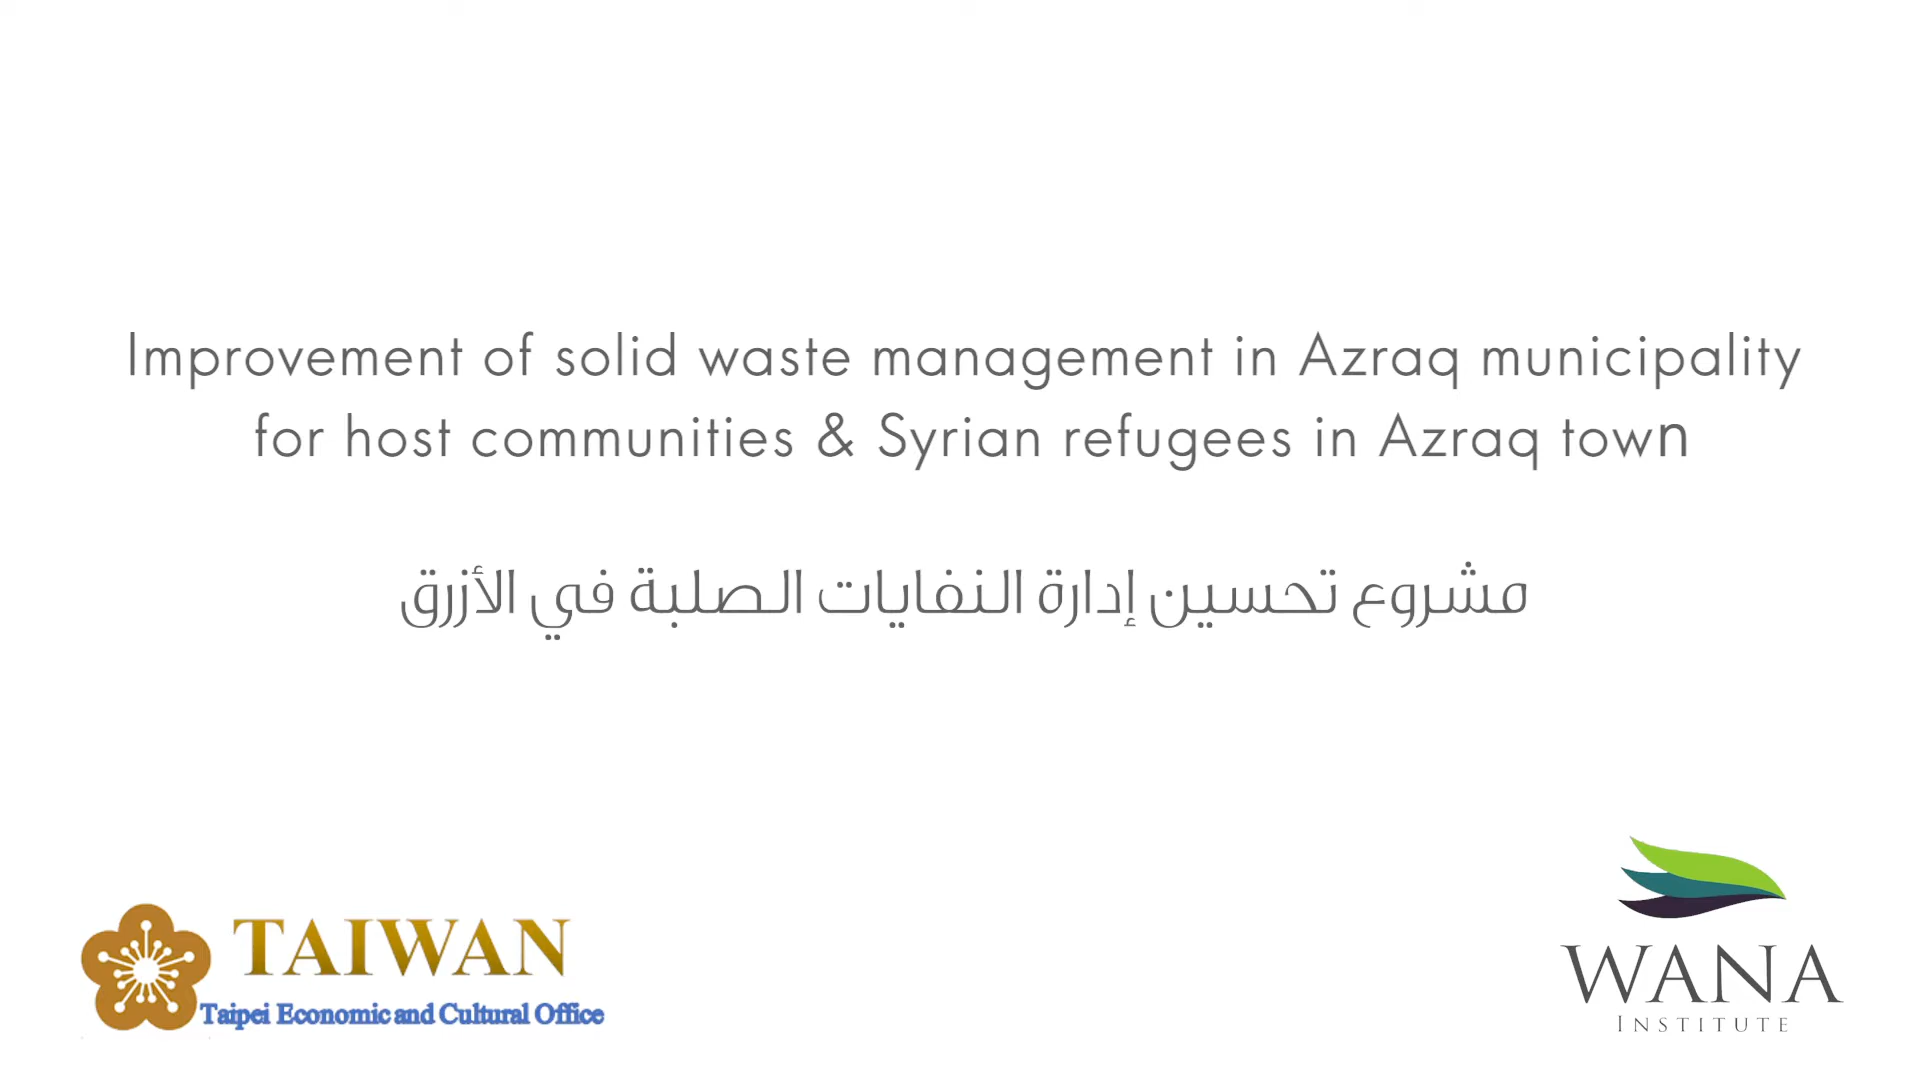 Improvement of solid waste management in Azraq municipality
for host communities & Syrian refugees in Azraq town
مشروع تحسين إدارة النفايات الصلبة في الأزرق
TAIWAN
Taipei Economic and Cultural Office
WANA
INSTITUTE